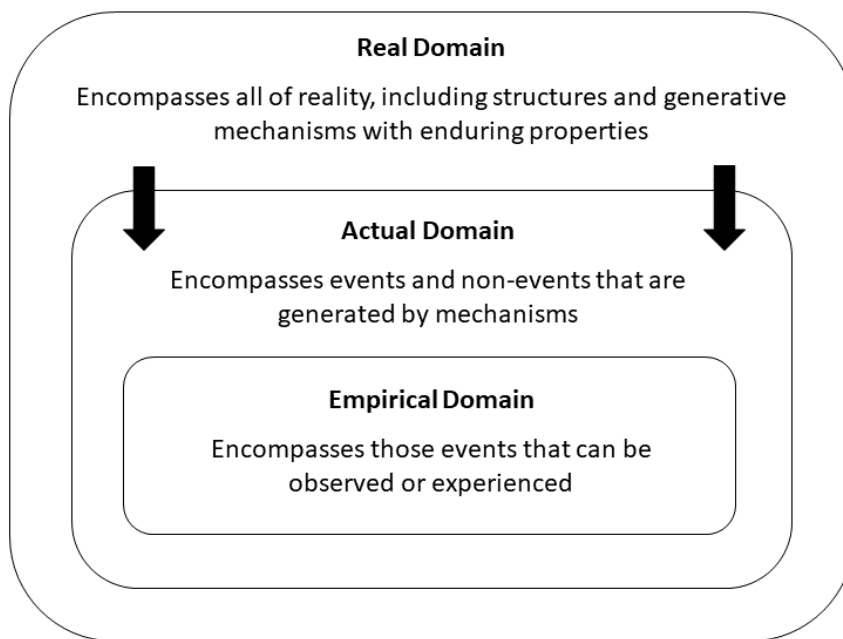 Real Domain
Encompasses all of reality, including structures and generative
mechanisms with enduring properties
Actual Domain
Encompasses events and non-events that are
generated by mechanisms
Empirical Domain
Encompasses those events that can be
observed or experienced